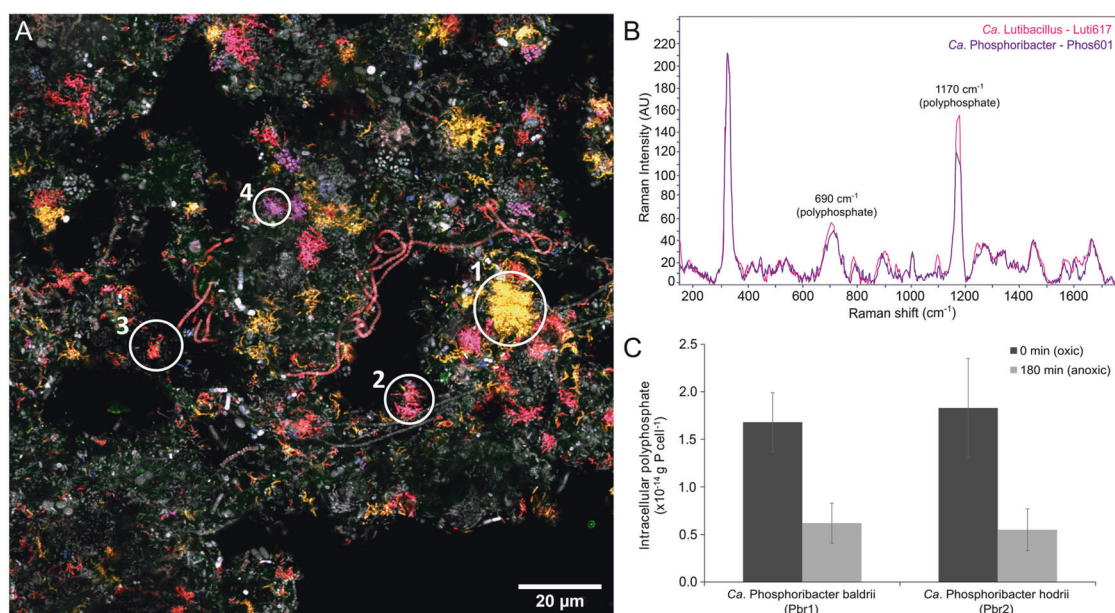 A
4
1
3
2
20 µm
B
Ca. Lutibacillus - Luti617
Ca. Phosphoribacter - Phos601
220
200
180
160
140
120
100
80
60
40
20
0
Raman Intensity (AU)
1170 cm⁻¹
(polyphosphate)
690 cm⁻¹
(polyphosphate)
200 400 600 800 1000 1200 1400 1600
Raman shift (cm⁻¹)
C
0 min (oxic)
180 min (anoxic)
2.5
2.0
1.5
1.0
0.5
0.0
Intracellular polyphosphate
(x10⁻¹⁴ g P cell⁻¹)
Ca. Phosphoribacter baldrii
(Pbr1)
Ca. Phosphoribacter hodrii
(Pbr2)